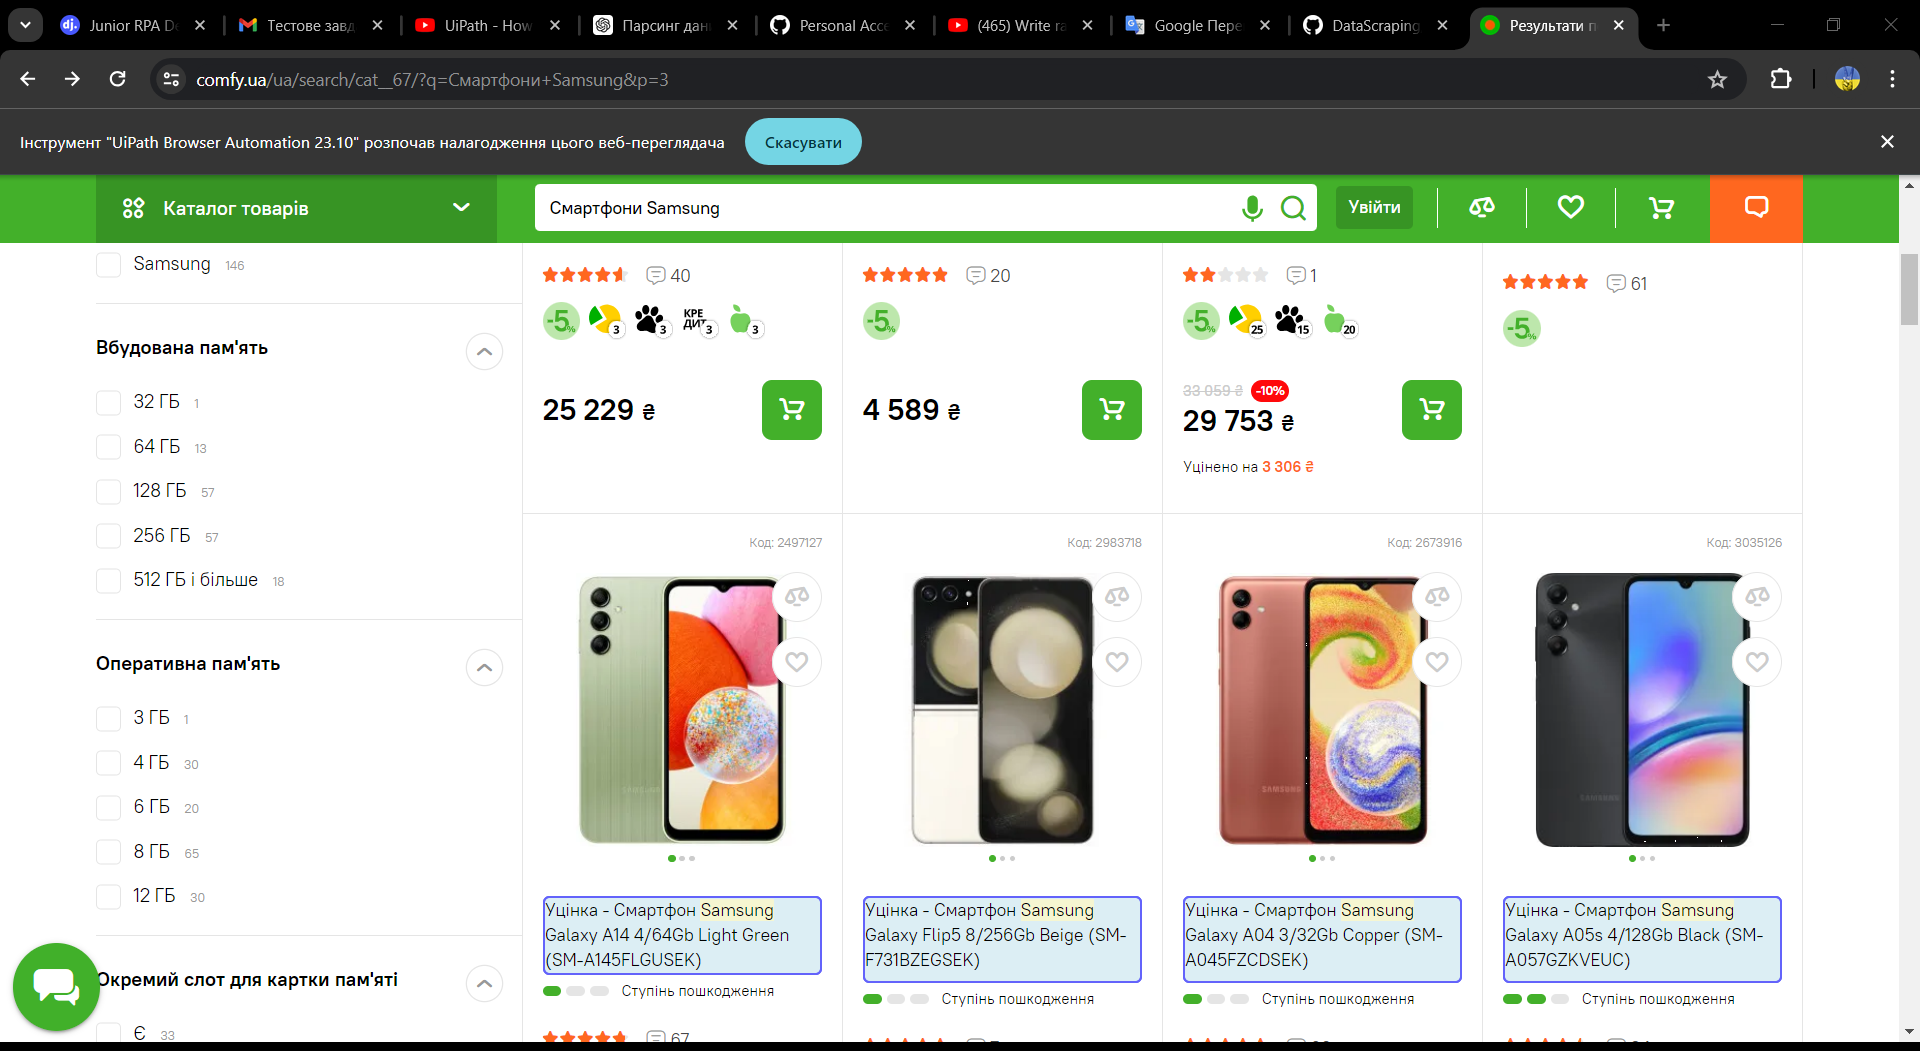 Junior RPA D
Тестове завд
UiPath - How
Парсинг дан
Personal Acce
(465) Write ra
Google Пере
DataScraping
Результати п
comfy.ua/ua/search/cat__67/?q=Смартфони+Samsung&p=3
Інструмент "UiPath Browser Automation 23.10" розпочав налагодження цього веб-переглядача
Скасувати
Каталог товарів
Смартфони Samsung
Увійти
Samsung 146
Вбудована пам'ять
32 ГБ 1
64 ГБ 13
128 ГБ 57
256 ГБ 57
512 ГБ і більше 18
Оперативна пам'ять
3 ГБ 1
4 ГБ 30
6 ГБ 20
8 ГБ 65
12 ГБ 30
Окремий слот для картки пам'яті
Є 33
40
-5% 3 3 КРЕДИТ 3 3
25 229 ₴
20
-5%
4 589 ₴
1
-5% 25 15 20
33 059 ₴ -10%
29 753 ₴
Уцінено на 3 306 ₴
61
-5%
Код: 2497127
Уцінка - Смартфон Samsung
Galaxy A14 4/64Gb Light Green
(SM-A145FLGUSEK)
Ступінь пошкодження
67
Код: 2983718
Уцінка - Смартфон Samsung
Galaxy Flip5 8/256Gb Beige (SM-
F731BZEGSEK)
Ступінь пошкодження
Код: 2673916
SAMSUNG
Уцінка - Смартфон Samsung
Galaxy A04 3/32Gb Copper (SM-
A045FZCDSEK)
Ступінь пошкодження
Код: 3035126
SAMSUNG
Уцінка - Смартфон Samsung
Galaxy A05s 4/128Gb Black (SM-
A057GZKVEUC)
Ступінь пошкодження